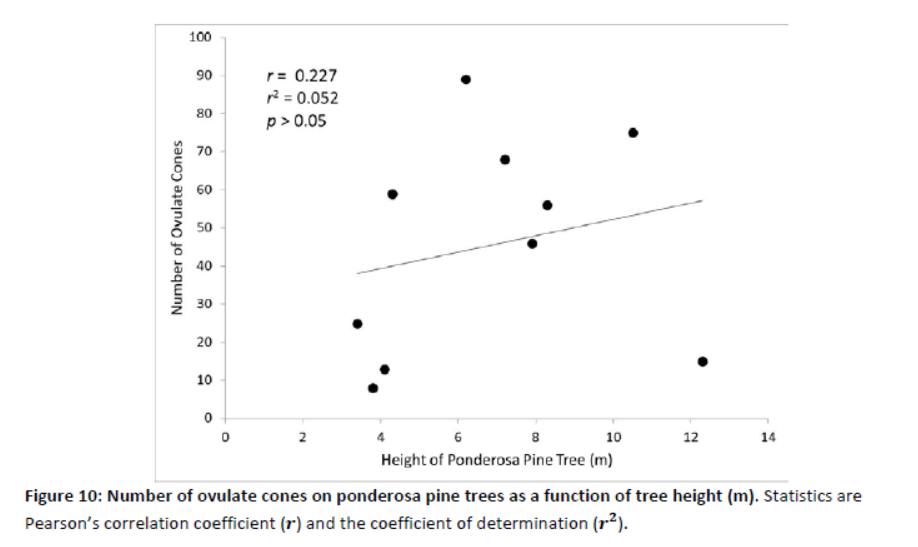 100
90
80
70
60
50
40
30
20
10
0
r = 0.227
r² = 0.052
p > 0.05
Number of Ovulate Cones
0 2 4 6 8 10 12 14
Height of Ponderosa Pine Tree (m)
Figure 10: Number of ovulate cones on ponderosa pine trees as a function of tree height (m). Statistics are
Pearson’s correlation coefficient (r) and the coefficient of determination (r²).